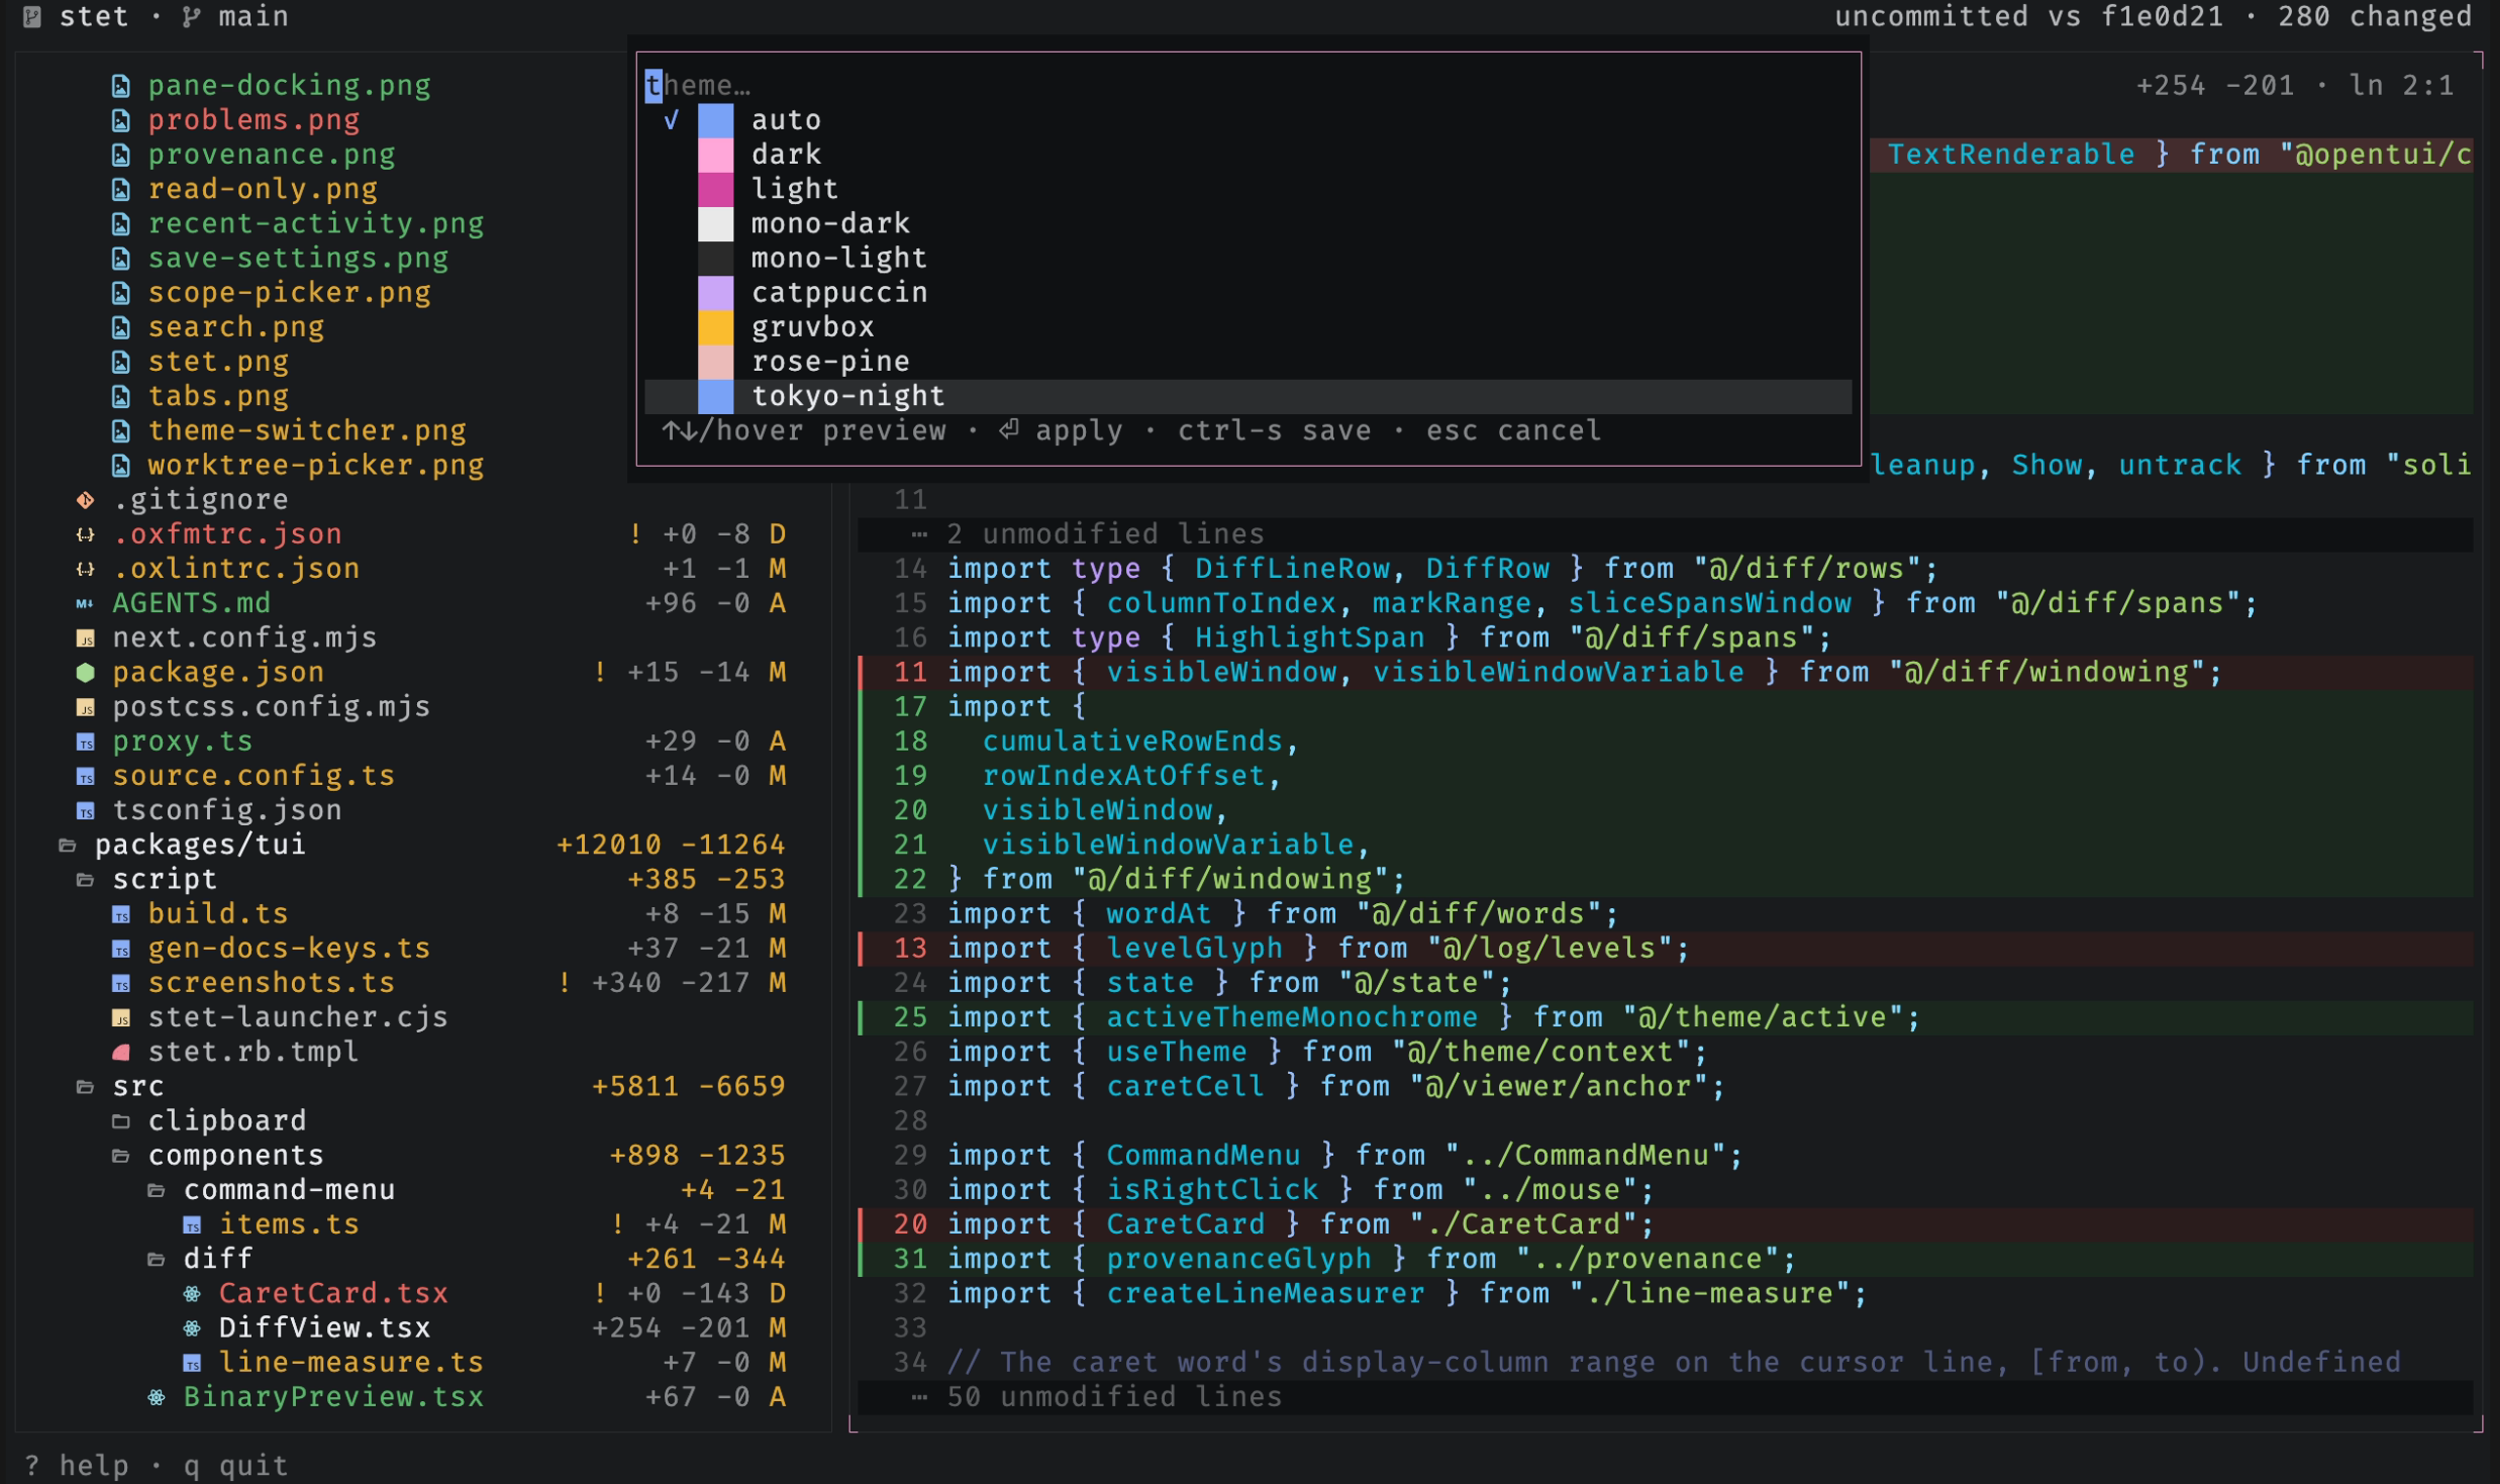 stet · main
uncommitted vs f1e0d21 · 280 changed
pane-docking.png
problems.png
provenance.png
read-only.png
recent-activity.png
save-settings.png
scope-picker.png
search.png
stet.png
tabs.png
theme-switcher.png
worktree-picker.png
.gitignore
.oxfmtrc.json ! +0 -8 D
.oxlintrc.json +1 -1 M
AGENTS.md +96 -0 A
next.config.mjs
package.json ! +15 -14 M
postcss.config.mjs
proxy.ts +29 -0 A
source.config.ts +14 -0 M
tsconfig.json
packages/tui +12010 -11264
script +385 -253
build.ts +8 -15 M
gen-docs-keys.ts +37 -21 M
screenshots.ts ! +340 -217 M
stet-launcher.cjs
stet.rb.tmpl
src +5811 -6659
clipboard
components +898 -1235
command-menu +4 -21
items.ts ! +4 -21 M
diff +261 -344
CaretCard.tsx ! +0 -143 D
DiffView.tsx +254 -201 M
line-measure.ts +7 -0 M
BinaryPreview.tsx +67 -0 A
theme…
√ auto
dark
light
mono-dark
mono-light
catppuccin
gruvbox
rose-pine
tokyo-night
↑↓/hover preview · ⏎ apply · ctrl-s save · esc cancel
+254 -201 · ln 2:1
TextRenderable } from "@opentui/c
leanup, Show, untrack } from "soli
11
⋯ 2 unmodified lines
14 import type { DiffLineRow, DiffRow } from "@/diff/rows";
15 import { columnToIndex, markRange, sliceSpansWindow } from "@/diff/spans";
16 import type { HighlightSpan } from "@/diff/spans";
11 import { visibleWindow, visibleWindowVariable } from "@/diff/windowing";
17 import {
18 cumulativeRowEnds,
19 rowIndexAtOffset,
20 visibleWindow,
21 visibleWindowVariable,
22 } from "@/diff/windowing";
23 import { wordAt } from "@/diff/words";
13 import { levelGlyph } from "@/log/levels";
24 import { state } from "@/state";
25 import { activeThemeMonochrome } from "@/theme/active";
26 import { useTheme } from "@/theme/context";
27 import { caretCell } from "@/viewer/anchor";
28
29 import { CommandMenu } from "../CommandMenu";
30 import { isRightClick } from "../mouse";
20 import { CaretCard } from "./CaretCard";
31 import { provenanceGlyph } from "../provenance";
32 import { createLineMeasurer } from "./line-measure";
33
34 // The caret word's display-column range on the cursor line, [from, to). Undefined
⋯ 50 unmodified lines
? help · q quit